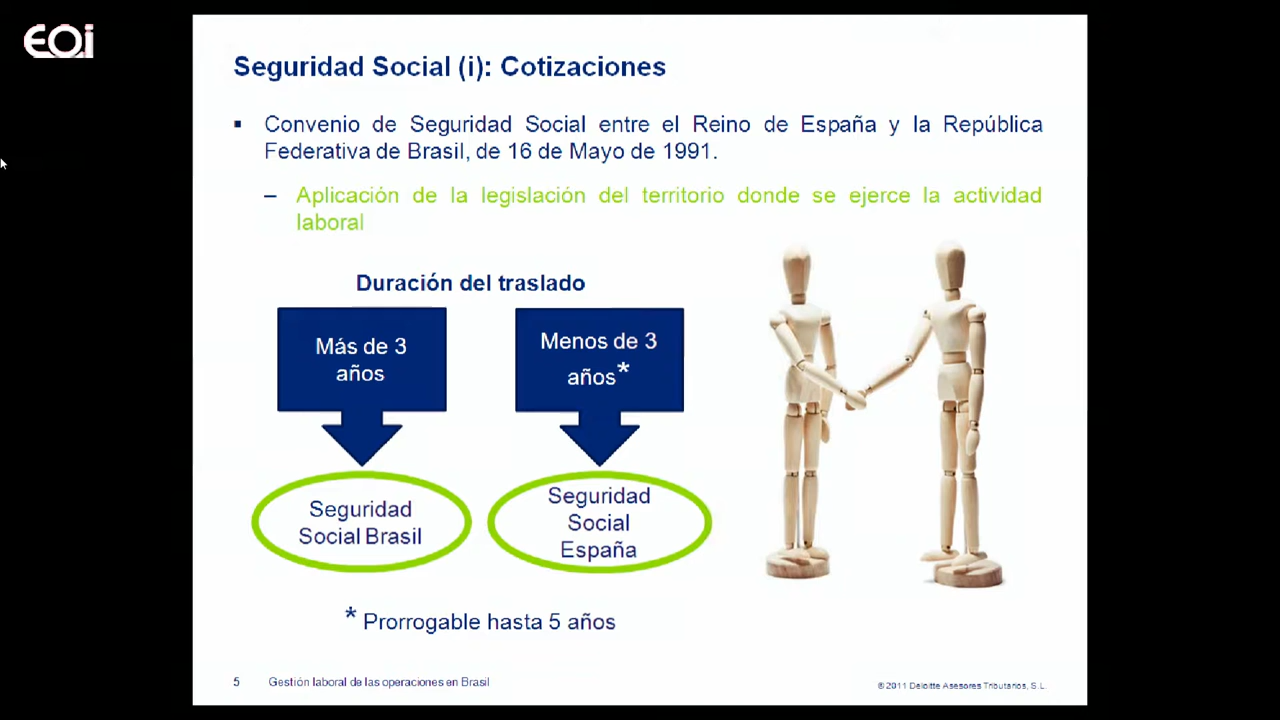 EOi
Seguridad Social (i): Cotizaciones
▪ Convenio de Seguridad Social entre el Reino de España y la República
Federativa de Brasil, de 16 de Mayo de 1991.
– Aplicación de la legislación del territorio donde se ejerce la actividad
laboral
Duración del traslado
Más de 3
años
Menos de 3
años*
Seguridad
Social Brasil
Seguridad
Social
España
* Prorrogable hasta 5 años
5 Gestión laboral de las operaciones en Brasil
© 2011 Deloitte Asesores Tributarios, S.L.